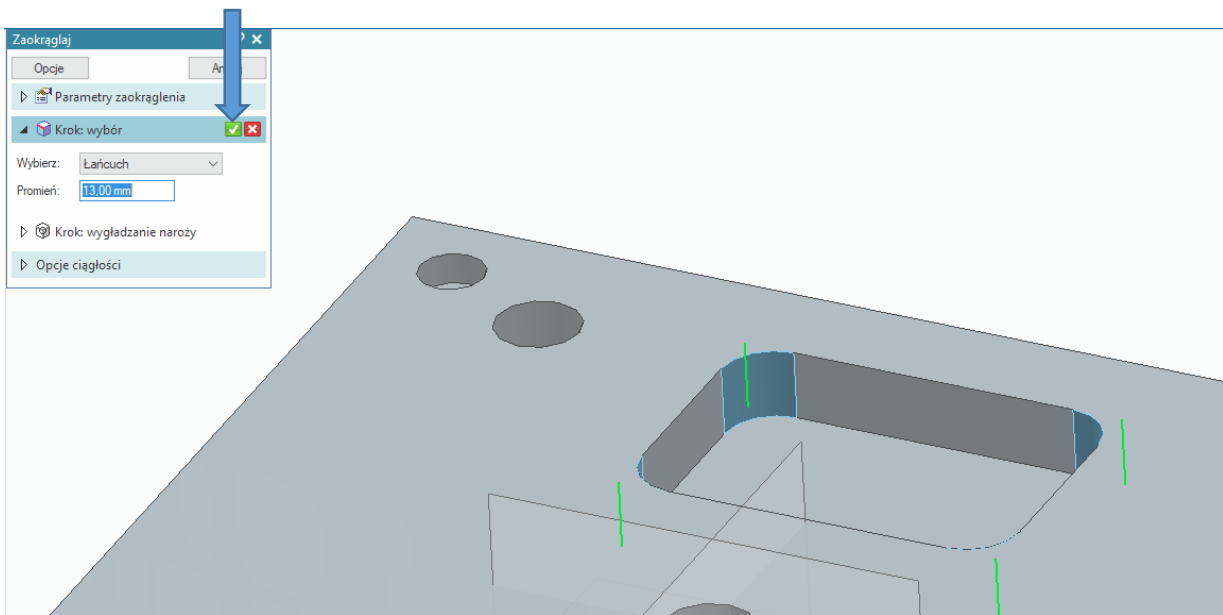 Zaokrąglaj
Opcje
Parametry zaokrąglenia
Krok: wybór
Wybierz: Łańcuch
Promień: 13,00 mm
Krok: wygładzanie naroży
Opcje ciągłości